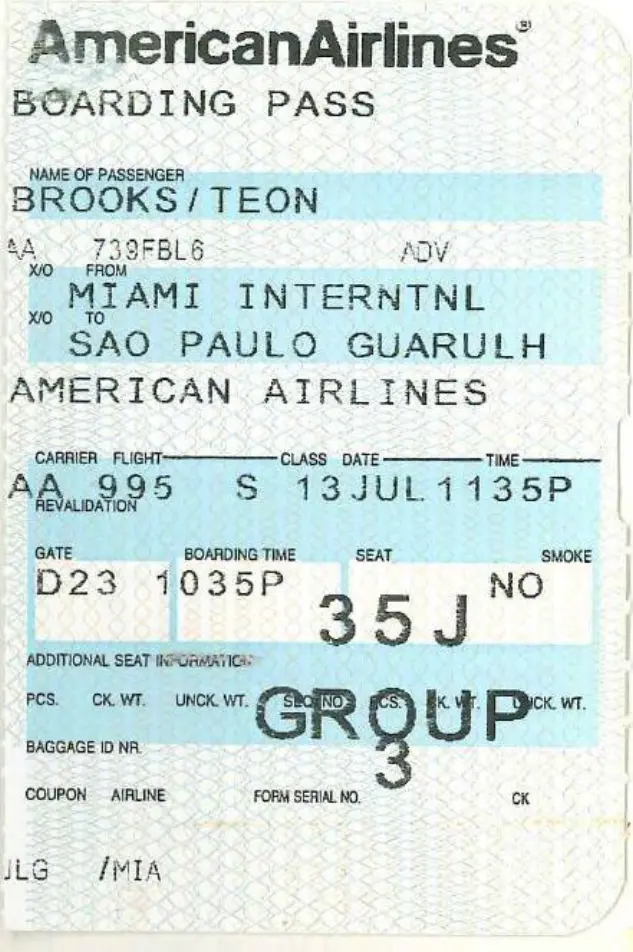 AmericanAirlines®
BOARDING PASS
NAME OF PASSENGER
BROOKS/TEON
AA 739FBL6 ADV
X/O FROM
MIAMI INTERNTNL
X/O TO
SAO PAULO GUARULH
AMERICAN AIRLINES
CARRIER FLIGHT CLASS DATE TIME
AA 995 S 13JUL1135P
REVALIDATION
GATE BOARDING TIME SEAT SMOKE
D23 1035P 35J NO
ADDITIONAL SEAT INFORMATION
PCS. CK. WT. UNCK. WT. SEQ NO PCS. CK. WT. UNCK. WT.
GROUP
3
BAGGAGE ID NR.
COUPON AIRLINE FORM SERIAL NO. CK
JLG /MIA